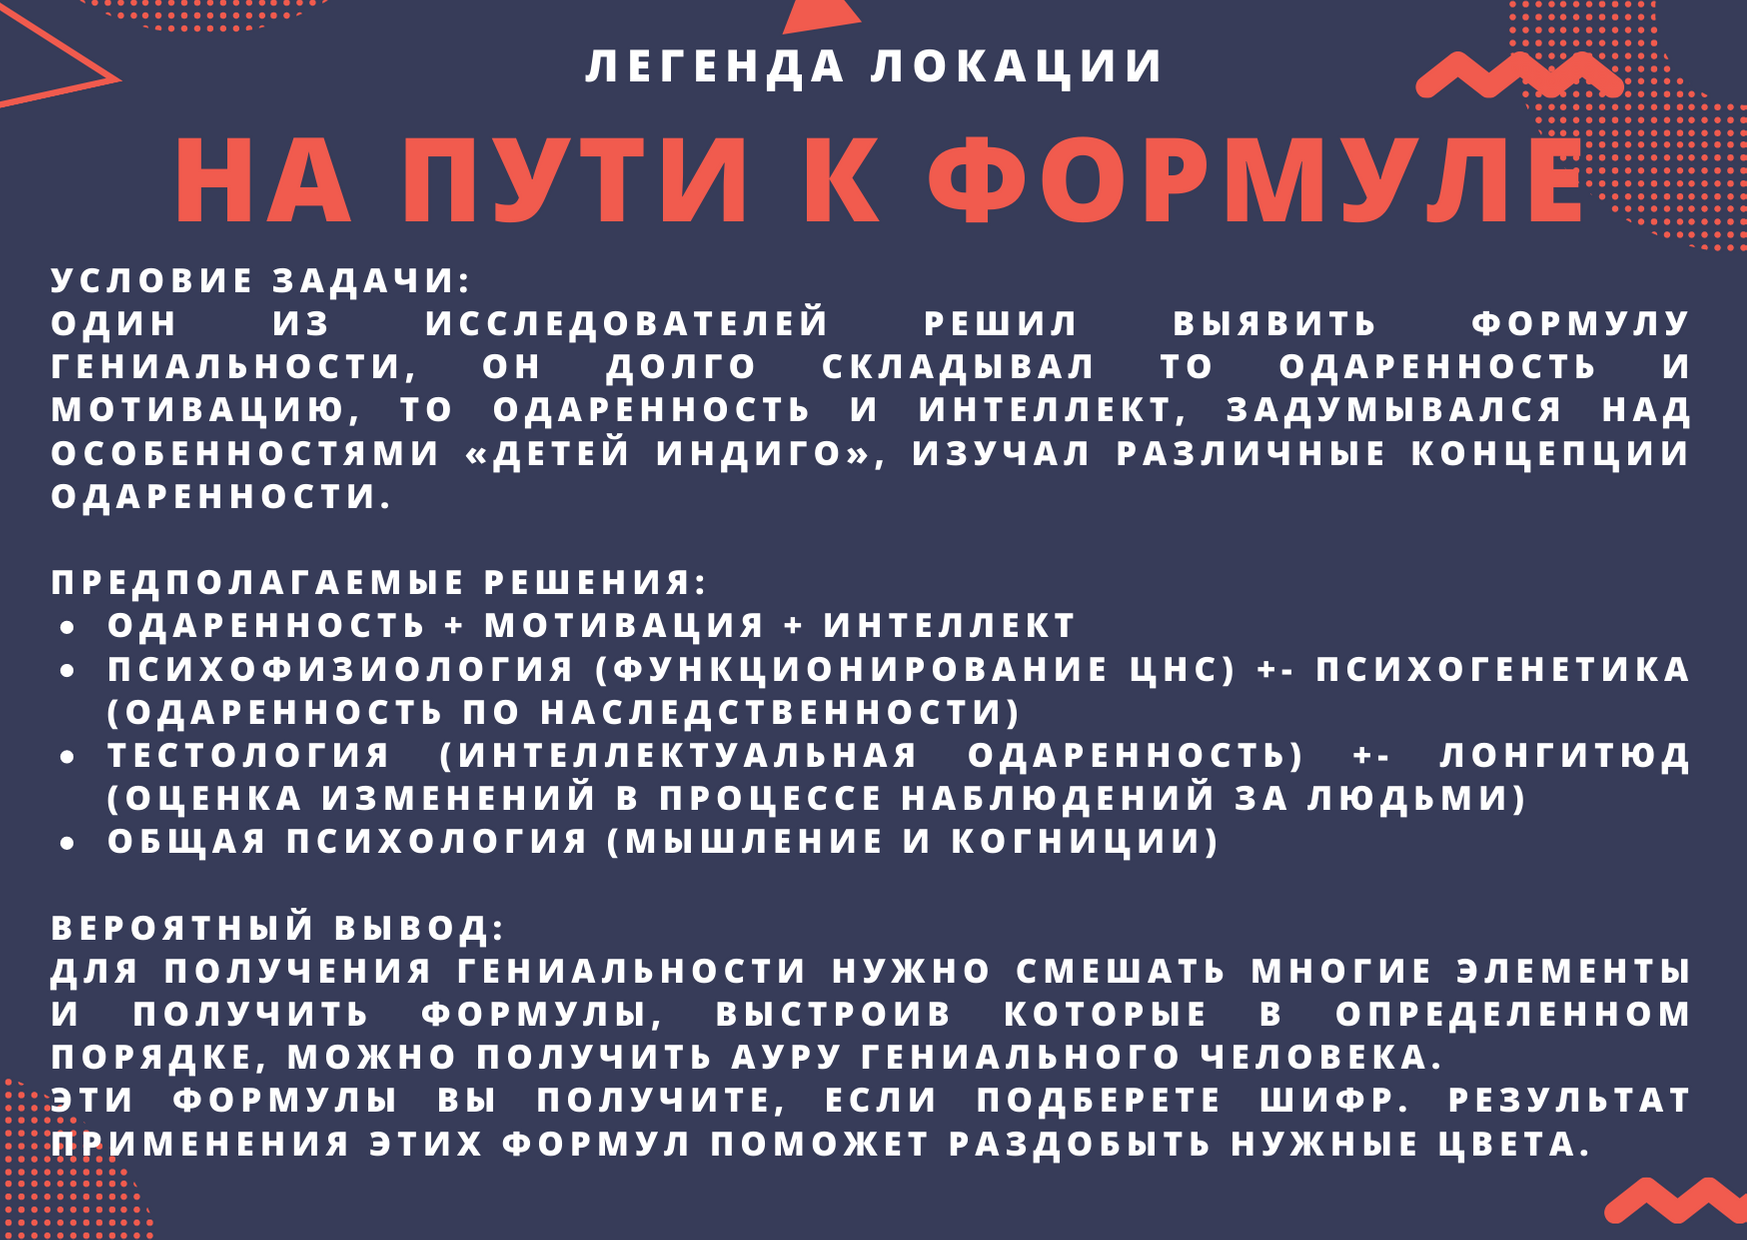 ЛЕГЕНДА ЛОКАЦИИ
НА ПУТИ К ФОРМУЛЕ
УСЛОВИЕ ЗАДАЧИ:
ОДИН ИЗ ИССЛЕДОВАТЕЛЕЙ РЕШИЛ ВЫЯВИТЬ ФОРМУЛУ
ГЕНИАЛЬНОСТИ, ОН ДОЛГО СКЛАДЫВАЛ ТО ОДАРЕННОСТЬ И
МОТИВАЦИЮ, ТО ОДАРЕННОСТЬ И ИНТЕЛЛЕКТ, ЗАДУМЫВАЛСЯ НАД
ОСОБЕННОСТЯМИ «ДЕТЕЙ ИНДИГО», ИЗУЧАЛ РАЗЛИЧНЫЕ КОНЦЕПЦИИ
ОДАРЕННОСТИ.
ПРЕДПОЛАГАЕМЫЕ РЕШЕНИЯ:
• ОДАРЕННОСТЬ + МОТИВАЦИЯ + ИНТЕЛЛЕКТ
• ПСИХОФИЗИОЛОГИЯ (ФУНКЦИОНИРОВАНИЕ ЦНС) +- ПСИХОГЕНЕТИКА
(ОДАРЕННОСТЬ ПО НАСЛЕДСТВЕННОСТИ)
• ТЕСТОЛОГИЯ (ИНТЕЛЛЕКТУАЛЬНАЯ ОДАРЕННОСТЬ) +- ЛОНГИТЮД
(ОЦЕНКА ИЗМЕНЕНИЙ В ПРОЦЕССЕ НАБЛЮДЕНИЙ ЗА ЛЮДЬМИ)
• ОБЩАЯ ПСИХОЛОГИЯ (МЫШЛЕНИЕ И КОГНИЦИИ)
ВЕРОЯТНЫЙ ВЫВОД:
ДЛЯ ПОЛУЧЕНИЯ ГЕНИАЛЬНОСТИ НУЖНО СМЕШАТЬ МНОГИЕ ЭЛЕМЕНТЫ
И ПОЛУЧИТЬ ФОРМУЛЫ, ВЫСТРОИВ КОТОРЫЕ В ОПРЕДЕЛЕННОМ
ПОРЯДКЕ, МОЖНО ПОЛУЧИТЬ АУРУ ГЕНИАЛЬНОГО ЧЕЛОВЕКА.
ЭТИ ФОРМУЛЫ ВЫ ПОЛУЧИТЕ, ЕСЛИ ПОДБЕРЕТЕ ШИФР. РЕЗУЛЬТАТ
ПРИМЕНЕНИЯ ЭТИХ ФОРМУЛ ПОМОЖЕТ РАЗДОБЫТЬ НУЖНЫЕ ЦВЕТА.